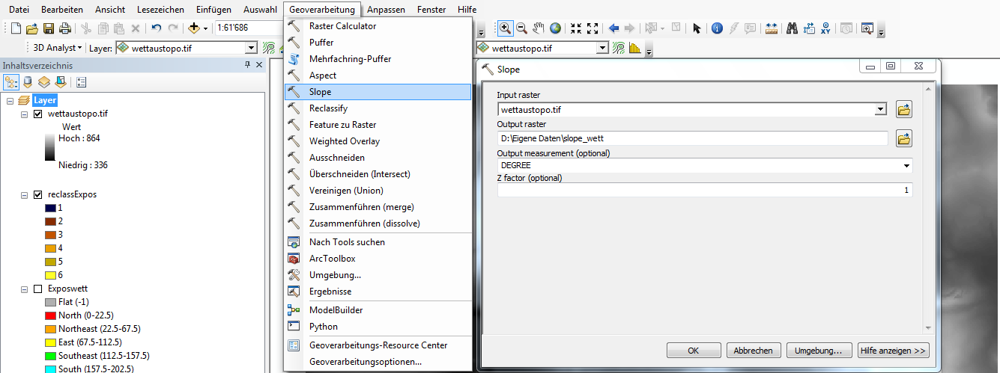 Datei Bearbeiten Ansicht Lesezeichen Einfügen Auswahl Geoverarbeitung Anpassen Fenster Hilfe
1:61'686
3D Analyst Layer: wettaustopo.tif
wettaustopo.tif
Inhaltsverzeichnis
Layer
wettaustopo.tif
Wert
Hoch : 864
Niedrig : 336
reclassExpos
1
2
3
4
5
6
Exposwett
Flat (-1)
North (0-22.5)
Northeast (22.5-67.5)
East (67.5-112.5)
Southeast (112.5-157.5)
South (157.5-202.5)
Raster Calculator
Puffer
Mehrfachring-Puffer
Aspect
Slope
Reclassify
Feature zu Raster
Weighted Overlay
Ausschneiden
Überschneiden (Intersect)
Vereinigen (Union)
Zusammenführen (merge)
Zusammenführen (dissolve)
Nach Tools suchen
ArcToolbox
Umgebung...
Ergebnisse
ModelBuilder
Python
Geoverarbeitungs-Resource Center
Geoverarbeitungsoptionen...
Slope
Input raster
wettaustopo.tif
Output raster
D:\Eigene Daten\slope_wett
Output measurement (optional)
DEGREE
Z factor (optional)
1
OK Abbrechen Umgebung... Hilfe anzeigen >>